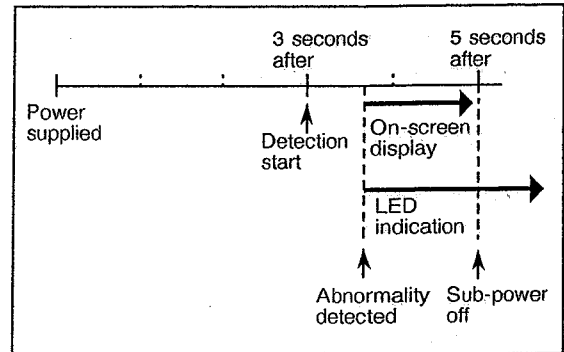 3 seconds
after
5 seconds
after
Power
supplied
Detection
start
On-screen
display
LED
indication
Abnormality
detected
Sub-power
off